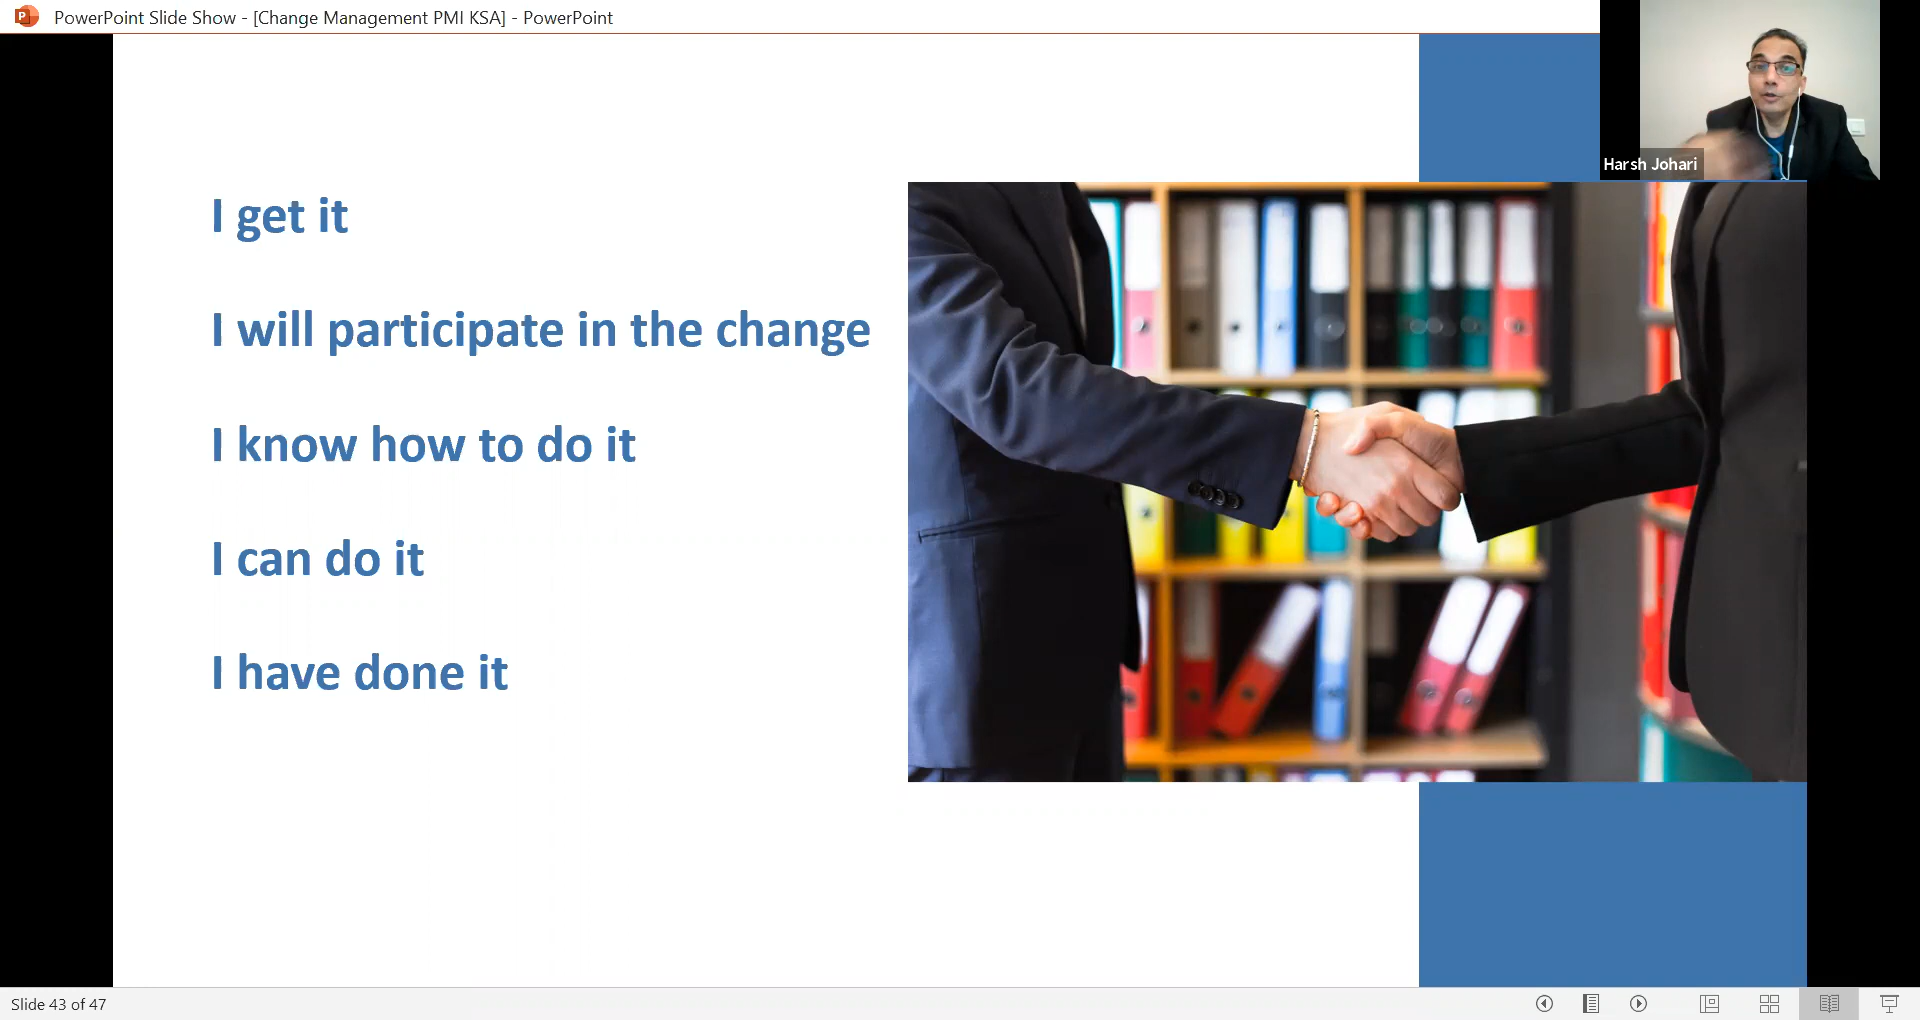 PowerPoint Slide Show - [Change Management PMI KSA] - PowerPoint
Harsh Johari
I get it
I will participate in the change
I know how to do it
I can do it
I have done it
Slide 43 of 47